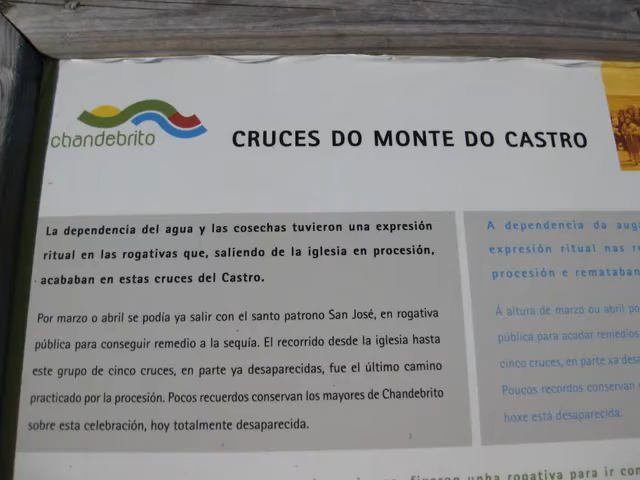 chandebrito
CRUCES DO MONTE DO CASTRO
La dependencia del agua y las cosechas tuvieron una expresión
ritual en las rogativas que, saliendo de la iglesia en procesión,
acababan en estas cruces del Castro.
Por marzo o abril se podía ya salir con el santo patrono San José, en rogativa
pública para conseguir remedio a la sequía. El recorrido desde la iglesia hasta
este grupo de cinco cruces, en parte ya desaparecidas, fue el último camino
practicado por la procesión. Pocos recuerdos conservan los mayores de Chandebrito
sobre esta celebración, hoy totalmente desaparecida.
A dependencia da
expresión ritual nas
procesión e remataban
A altura de marzo ou abril
pública para acadar remedios
cinco cruces, en parte xa
Poucos recordos conservan
hoxe está desaparecida.
unha rogativa para ir